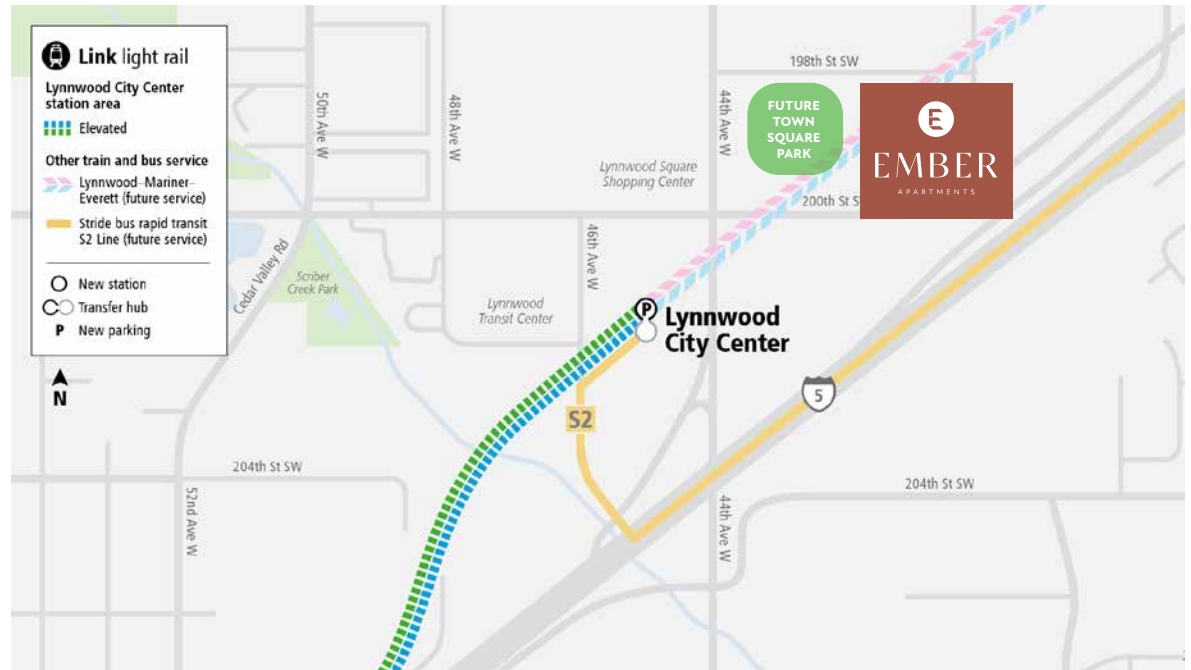 Link light rail
Lynnwood City Center
station area
Elevated
Other train and bus service
Lynnwood–Mariner–
Everett (future service)
Stride bus rapid transit
S2 Line (future service)
New station
Transfer hub
P New parking
N
50th Ave W
48th Ave W
44th Ave W
198th St SW
FUTURE
TOWN
SQUARE
PARK
E
EMBER
APARTMENTS
Lynnwood Square
Shopping Center
200th St S
46th Ave W
Cedar Valley Rd
Scriber
Creek Park
Lynnwood
Transit Center
P
Lynnwood
City Center
5
S2
204th St SW
204th St SW
52nd Ave W
44th Ave W